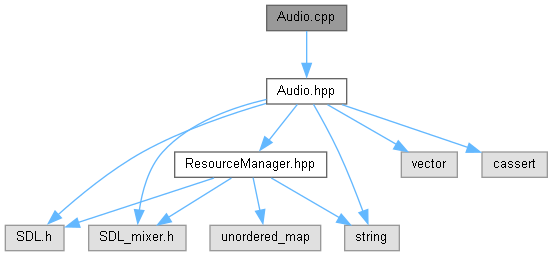 Audio.cpp
Audio.hpp
ResourceManager.hpp
vector
cassert
SDL.h
SDL_mixer.h
unordered_map
string